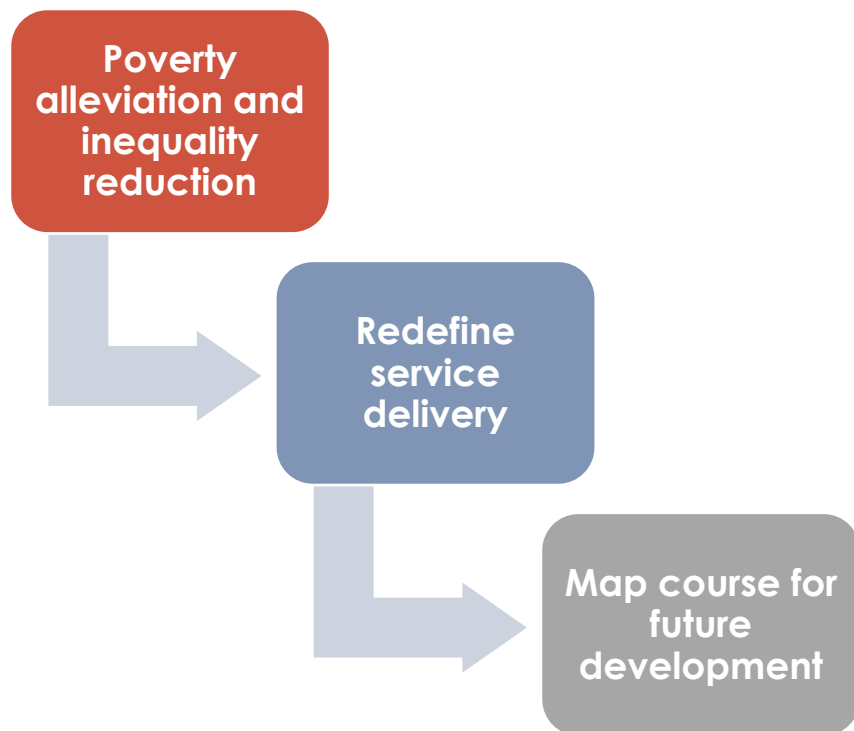 Poverty
alleviation and
inequality
reduction
Redefine
service
delivery
Map course for
future
development